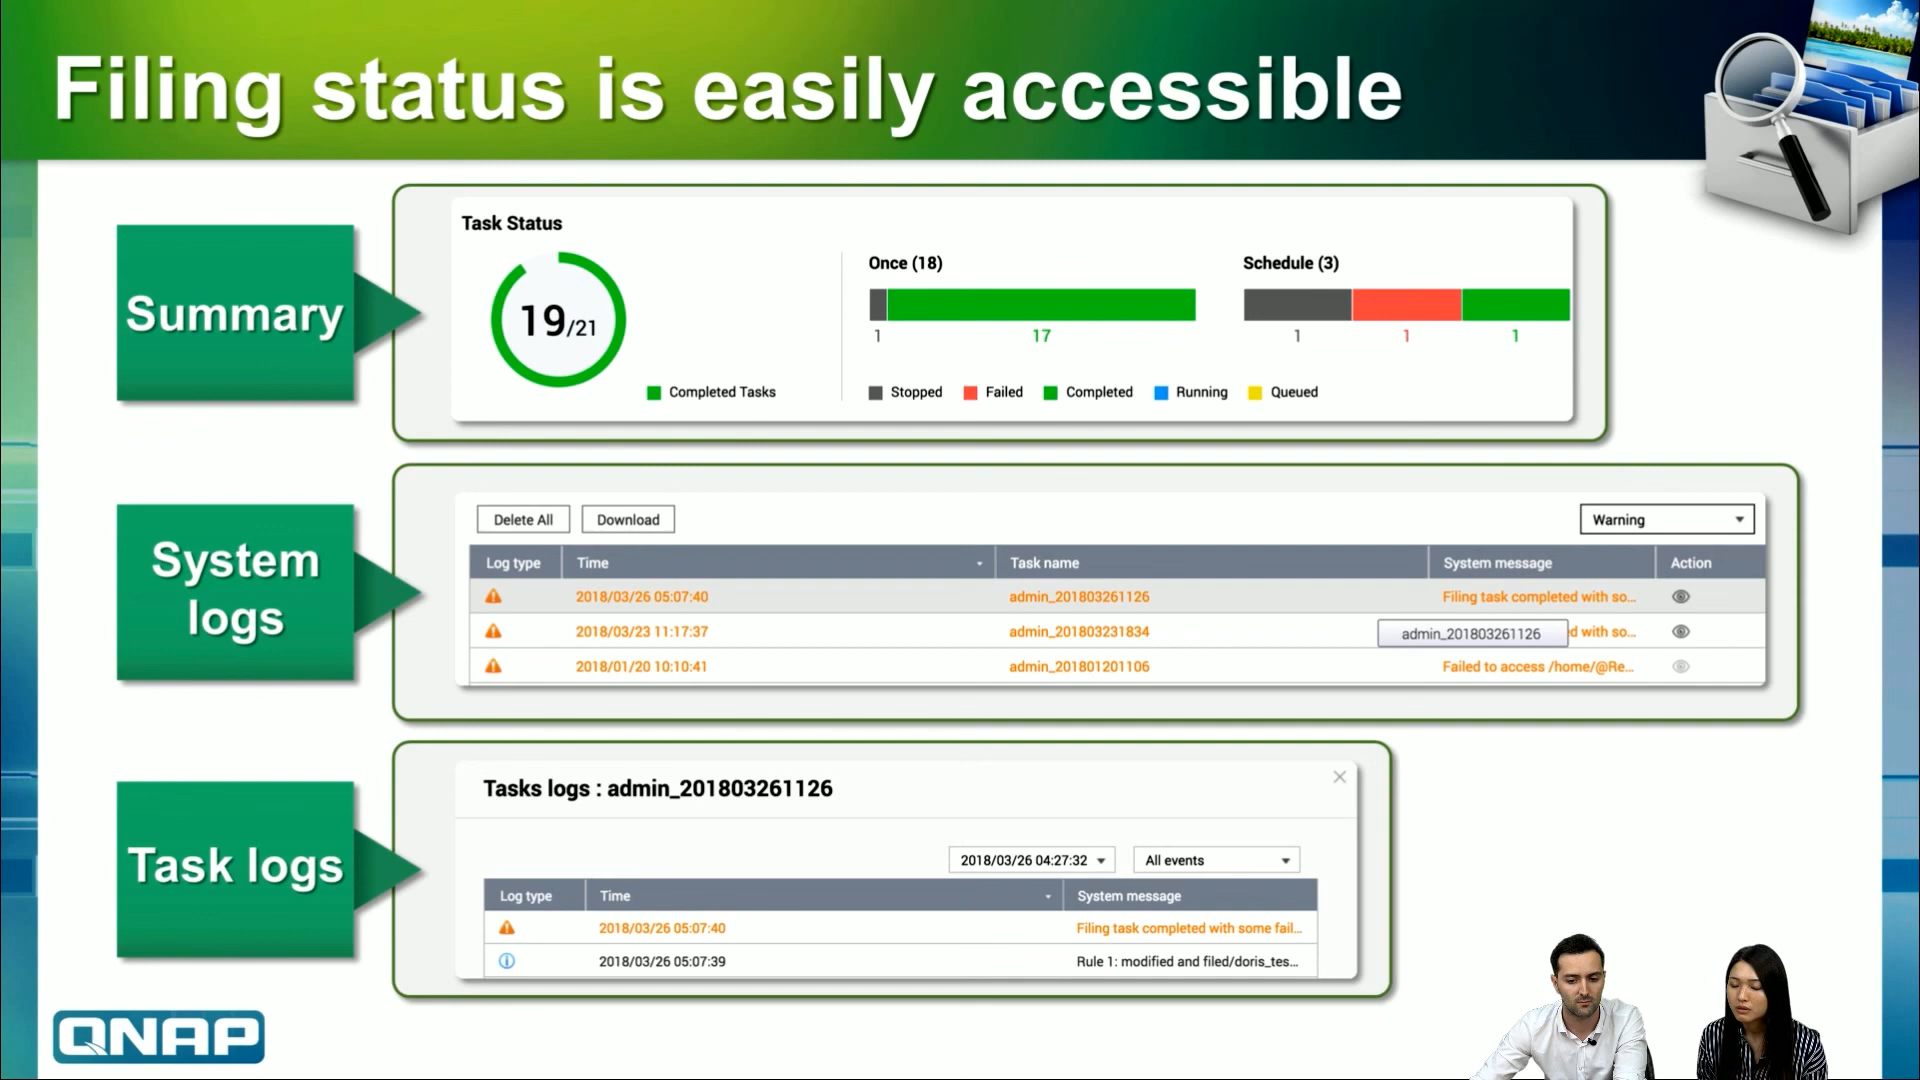 Filing status is easily accessible
Summary
Task Status
19/21
Completed Tasks
Once (18)
1
17
Schedule (3)
1
1
1
Stopped
Failed
Completed
Running
Queued
System
logs
Delete All
Download
Warning
Log type
Time
Task name
System message
Action
2018/03/26 05:07:40
admin_201803261126
Filing task completed with so...
2018/03/23 11:17:37
admin_201803231834
admin_201803261126
d with so...
2018/01/20 10:10:41
admin_201801201106
Failed to access /home/@Re...
Task logs
Tasks logs : admin_201803261126
2018/03/26 04:27:32
All events
Log type
Time
System message
2018/03/26 05:07:40
Filing task completed with some fail...
2018/03/26 05:07:39
Rule 1: modified and filed/doris_tes...
QNAP